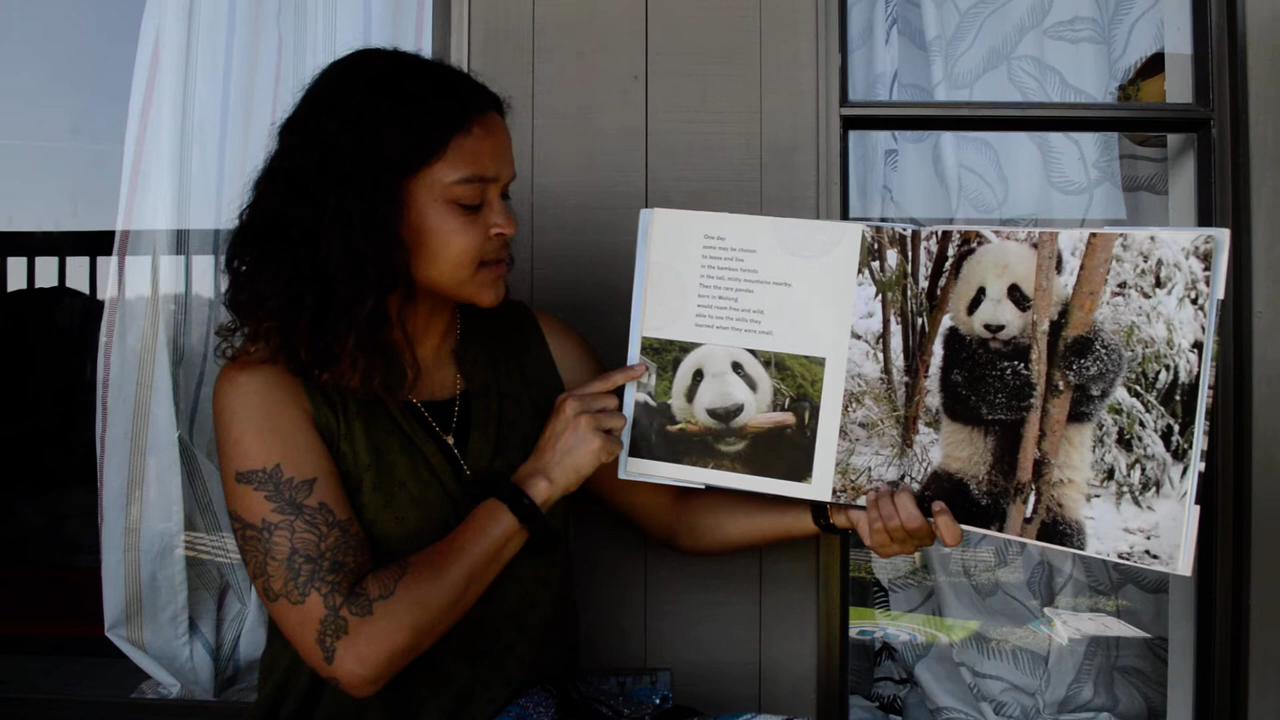 One day
some may be chosen
to leave and live
in the bamboo forests
in the tall, misty mountains nearby.
Then the rare pandas
born in Wolong
would roam free and wild,
able to use the skills they
learned when they were small.